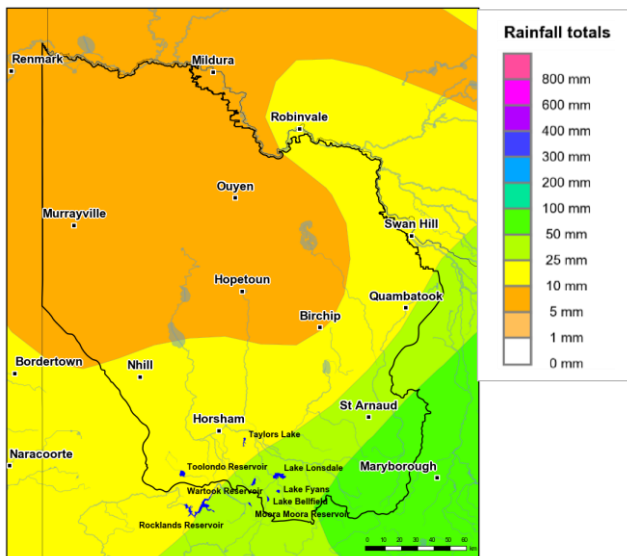 Renmark
Mildura
Robinvale
Ouyen
Murrayville
Swan Hill
Hopetoun
Quambatook
Birchip
Bordertown
Nhill
St Arnaud
Horsham
Taylors Lake
Naracoorte
Toolondo Reservoir
Lake Lonsdale
Maryborough
Wartook Reservoir
Lake Fyans
Lake Bellfield
Moora Moora Reservoir
Rocklands Reservoir
0 10 20 30 40 50 60
km
Rainfall totals
800 mm
600 mm
400 mm
300 mm
200 mm
100 mm
50 mm
25 mm
10 mm
5 mm
1 mm
0 mm